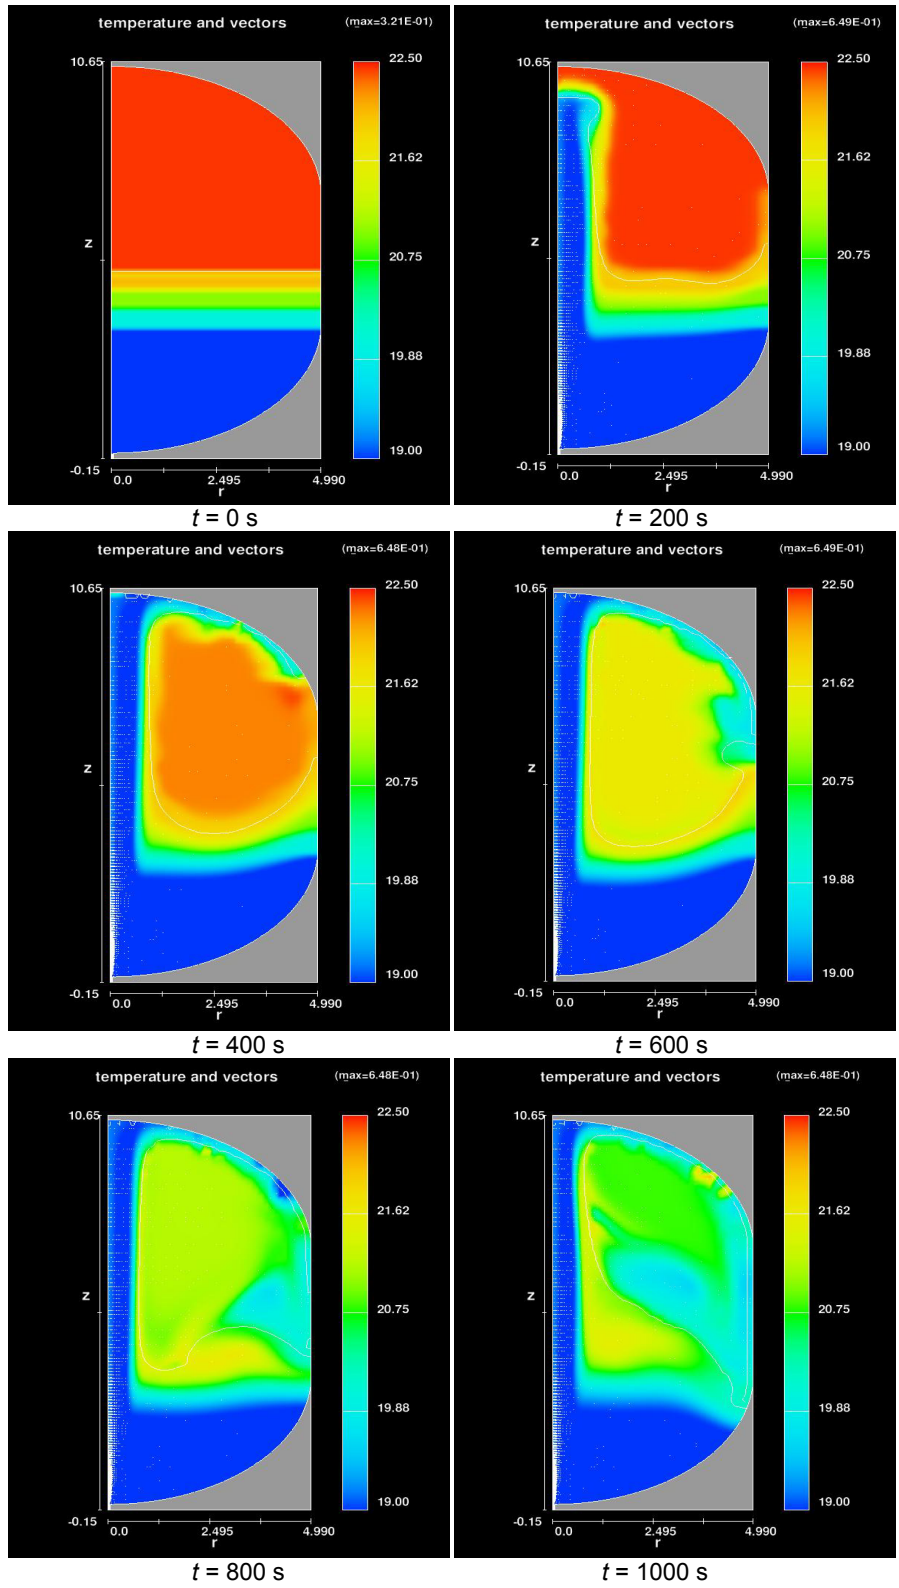 temperature and vectors (max=3.21E-01)
10.65
22.50
21.62
z
20.75
19.88
19.00
-0.15
0.0 2.495 4.990
r
t = 0 s
temperature and vectors (max=6.49E-01)
10.65
22.50
21.62
z
20.75
19.88
19.00
-0.15
0.0 2.495 4.990
r
t = 200 s
temperature and vectors (max=6.48E-01)
10.65
22.50
21.62
z
20.75
19.88
19.00
-0.15
0.0 2.495 4.990
r
t = 400 s
temperature and vectors (max=6.49E-01)
10.65
22.50
21.62
z
20.75
19.88
19.00
-0.15
0.0 2.495 4.990
r
t = 600 s
temperature and vectors (max=6.48E-01)
10.65
22.50
21.62
z
20.75
19.88
19.00
-0.15
0.0 2.495 4.990
r
t = 800 s
temperature and vectors (max=6.48E-01)
10.65
22.50
21.62
z
20.75
19.88
19.00
-0.15
0.0 2.495 4.990
r
t = 1000 s